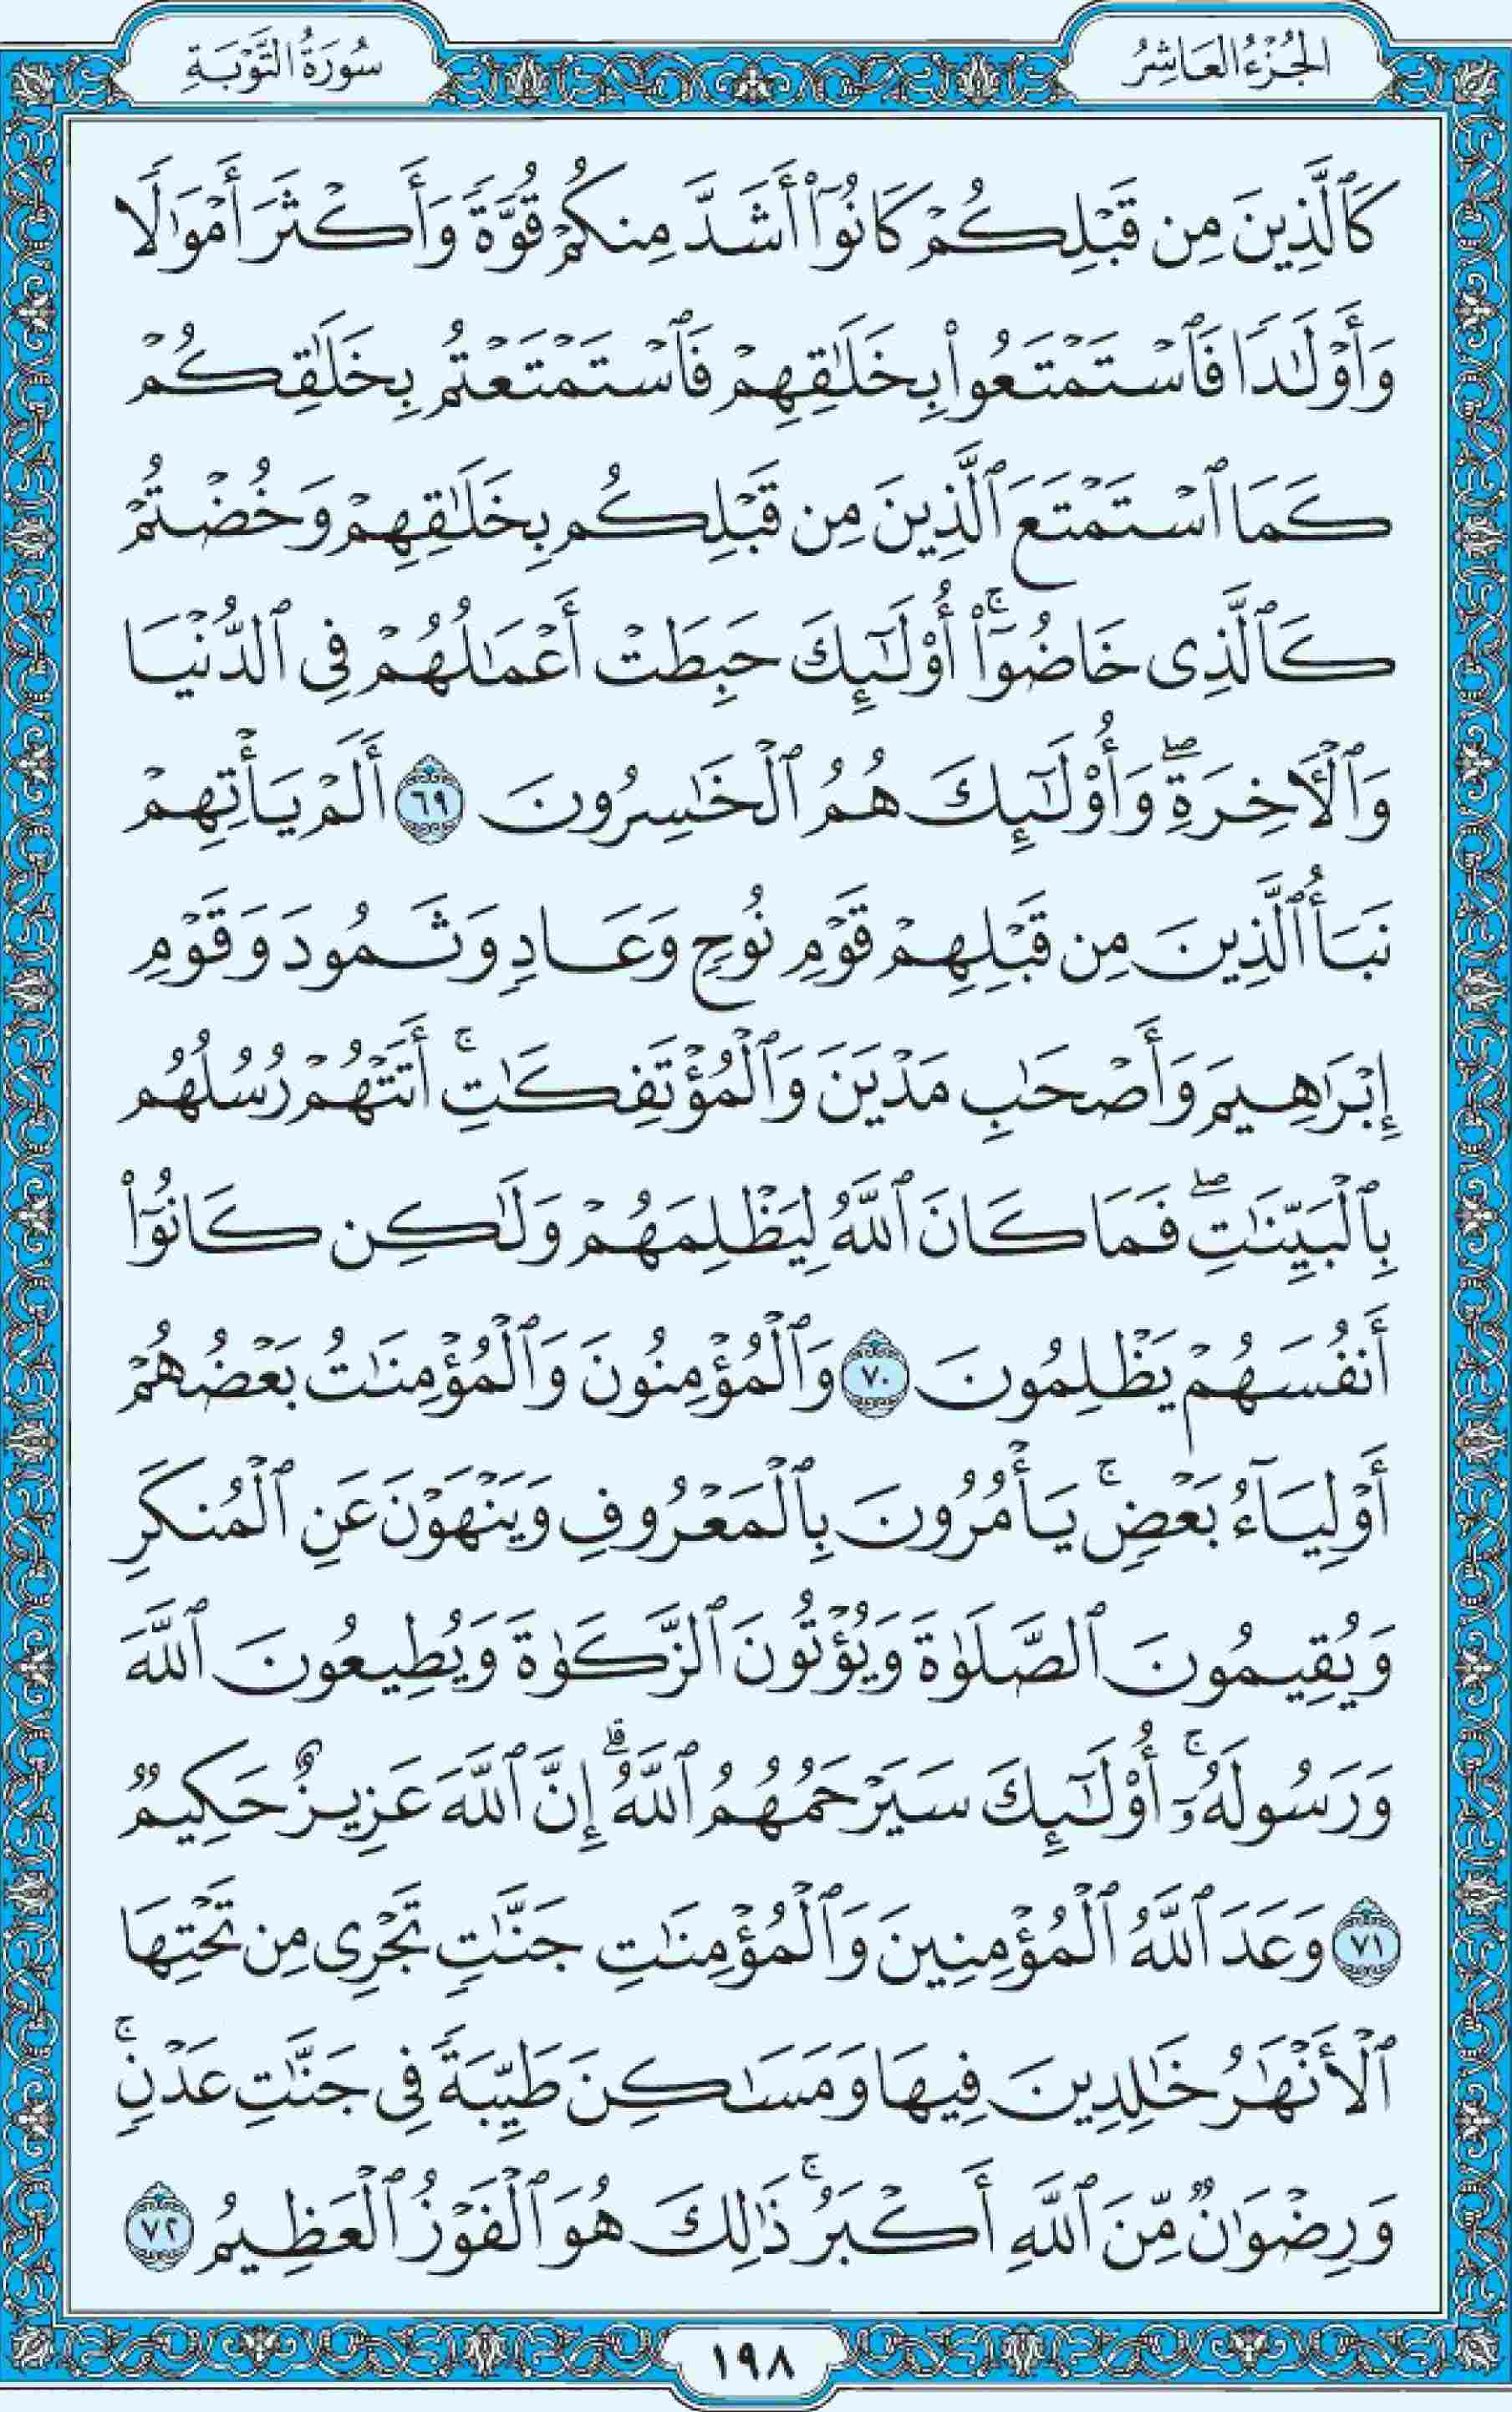 الجُزْءُ العَاشِرُ
سُورَةُ التَّوْبَةِ
كَٱلَّذِينَ مِن قَبْلِكُمْ كَانُوٓا۟ أَشَدَّ مِنكُمْ قُوَّةً وَأَكْثَرَ أَمْوَٰلًا
وَأَوْلَـٰدًا فَٱسْتَمْتَعُوا۟ بِخَلَـٰقِهِمْ فَٱسْتَمْتَعْتُم بِخَلَـٰقِكُمْ
كَمَا ٱسْتَمْتَعَ ٱلَّذِينَ مِن قَبْلِكُم بِخَلَـٰقِهِمْ وَخُضْتُمْ
كَٱلَّذِى خَاضُوٓا۟ ۚ أُو۟لَـٰٓئِكَ حَبِطَتْ أَعْمَـٰلُهُمْ فِى ٱلدُّنْيَا
وَٱلْـَٔاخِرَةِ ۖ وَأُو۟لَـٰٓئِكَ هُمُ ٱلْخَـٰسِرُونَ ٦٩ أَلَمْ يَأْتِهِمْ
نَبَأُ ٱلَّذِينَ مِن قَبْلِهِمْ قَوْمِ نُوحٍ وَعَادٍ وَثَمُودَ وَقَوْمِ
إِبْرَٰهِيمَ وَأَصْحَـٰبِ مَدْيَنَ وَٱلْمُؤْتَفِكَـٰتِ ۚ أَتَتْهُمْ رُسُلُهُم
بِٱلْبَيِّنَـٰتِ ۖ فَمَا كَانَ ٱللَّهُ لِيَظْلِمَهُمْ وَلَـٰكِن كَانُوٓا۟
أَنفُسَهُمْ يَظْلِمُونَ ٧٠ وَٱلْمُؤْمِنُونَ وَٱلْمُؤْمِنَـٰتُ بَعْضُهُمْ
أَوْلِيَآءُ بَعْضٍ ۚ يَأْمُرُونَ بِٱلْمَعْرُوفِ وَيَنْهَوْنَ عَنِ ٱلْمُنكَرِ
وَيُقِيمُونَ ٱلصَّلَوٰةَ وَيُؤْتُونَ ٱلزَّكَوٰةَ وَيُطِيعُونَ ٱللَّهَ
وَرَسُولَهُۥٓ ۚ أُو۟لَـٰٓئِكَ سَيَرْحَمُهُمُ ٱللَّهُ ۗ إِنَّ ٱللَّهَ عَزِيزٌ حَكِيمٌ
٧١ وَعَدَ ٱللَّهُ ٱلْمُؤْمِنِينَ وَٱلْمُؤْمِنَـٰتِ جَنَّـٰتٍ تَجْرِى مِن تَحْتِهَا
ٱلْأَنْهَـٰرُ خَـٰلِدِينَ فِيهَا وَمَسَـٰكِنَ طَيِّبَةً فِى جَنَّـٰتِ عَدْنٍ ۚ
وَرِضْوَٰنٌ مِّنَ ٱللَّهِ أَكْبَرُ ۚ ذَٰلِكَ هُوَ ٱلْفَوْزُ ٱلْعَظِيمُ ٧٢
١٩٨